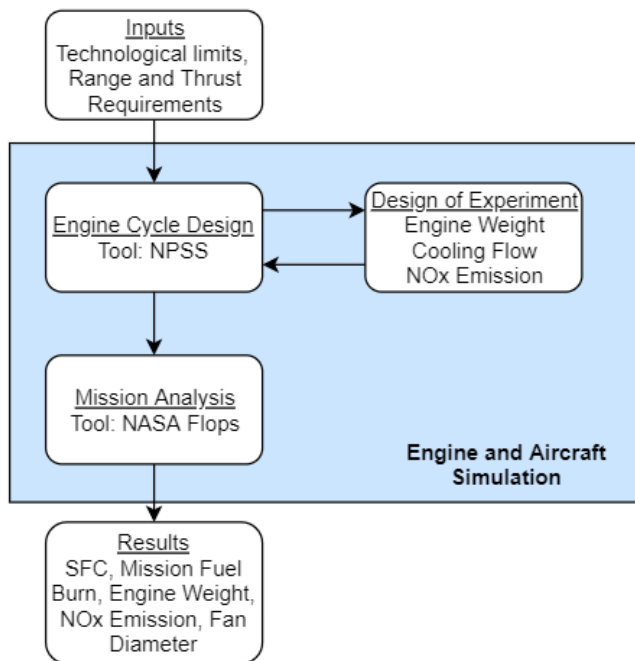 Inputs
Technological limits,
Range and Thrust
Requirements
Engine Cycle Design
Tool: NPSS
Design of Experiment
Engine Weight
Cooling Flow
NOx Emission
Mission Analysis
Tool: NASA Flops
Engine and Aircraft
Simulation
Results
SFC, Mission Fuel
Burn, Engine Weight,
NOx Emission, Fan
Diameter